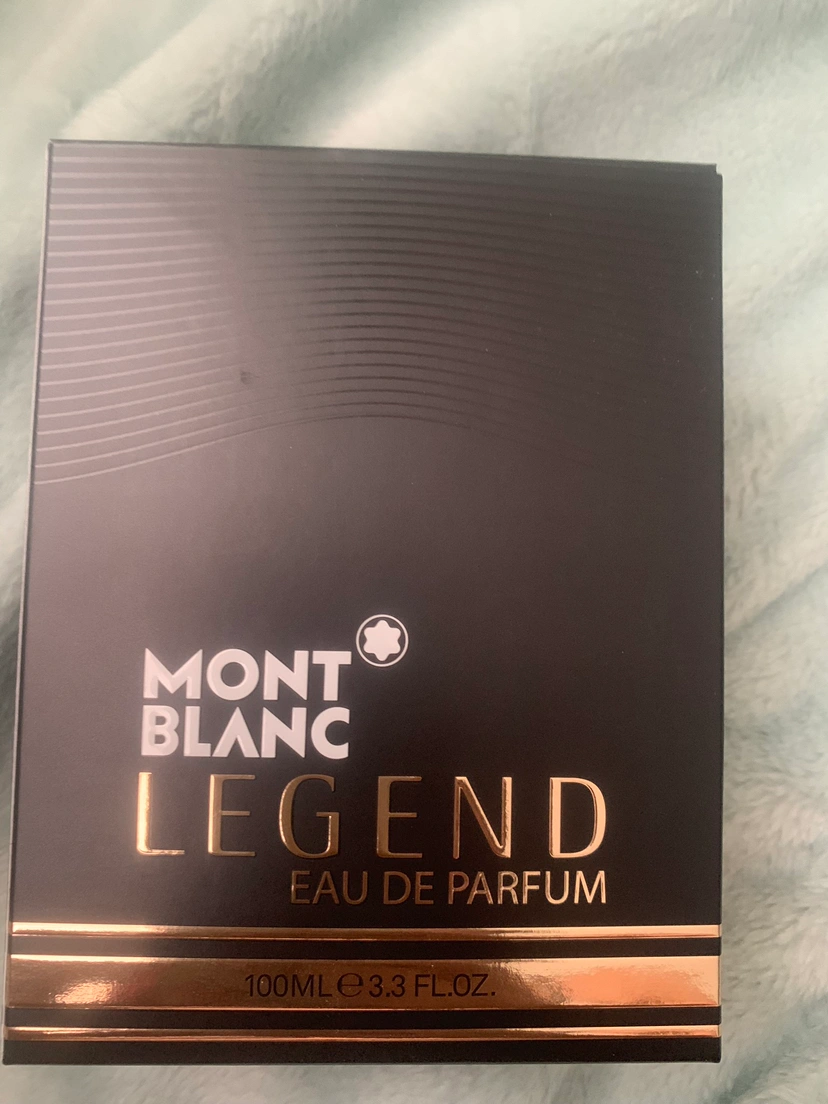 MONT
BLANC
LEGEND
EAU DE PARFUM
100ML ℮ 3.3 FL.OZ.